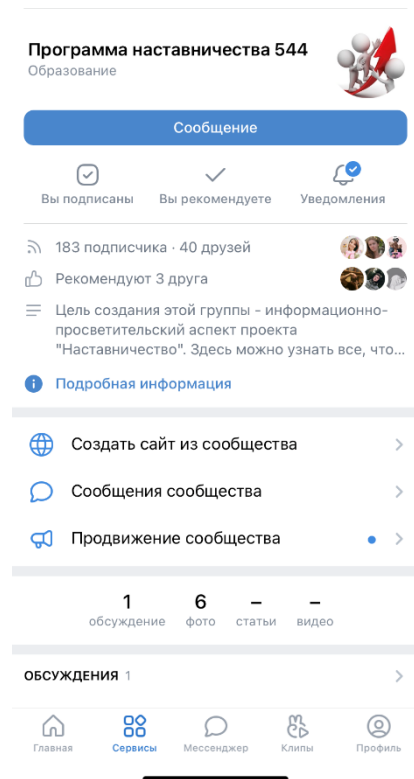 Программа наставничества 544
Образование
Сообщение
Вы подписаны
Вы рекомендуете
Уведомления
183 подписчика · 40 друзей
Рекомендуют 3 друга
Цель создания этой группы - информационно-
просветительский аспект проекта
"Наставничество". Здесь можно узнать все, что...
Подробная информация
Создать сайт из сообщества
Сообщения сообщества
Продвижение сообщества
1 6 – –
обсуждение фото статьи видео
ОБСУЖДЕНИЯ 1
Главная Сервисы Мессенджер Клипы Профиль